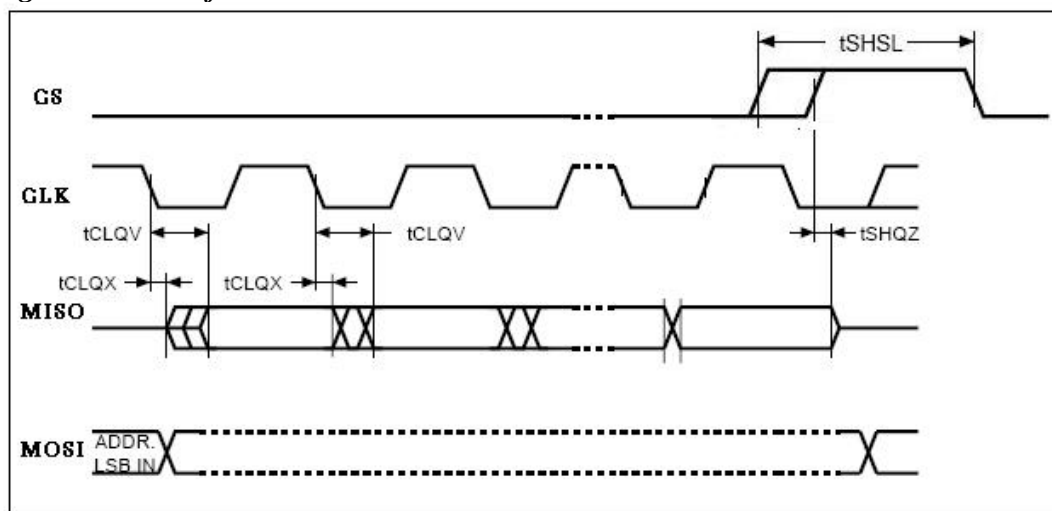 tSHSL
GS
GLK
tCLQV
tCLQV
tSHQZ
tCLQX
tCLQX
MISO
MOSI
ADDR.
LSB IN